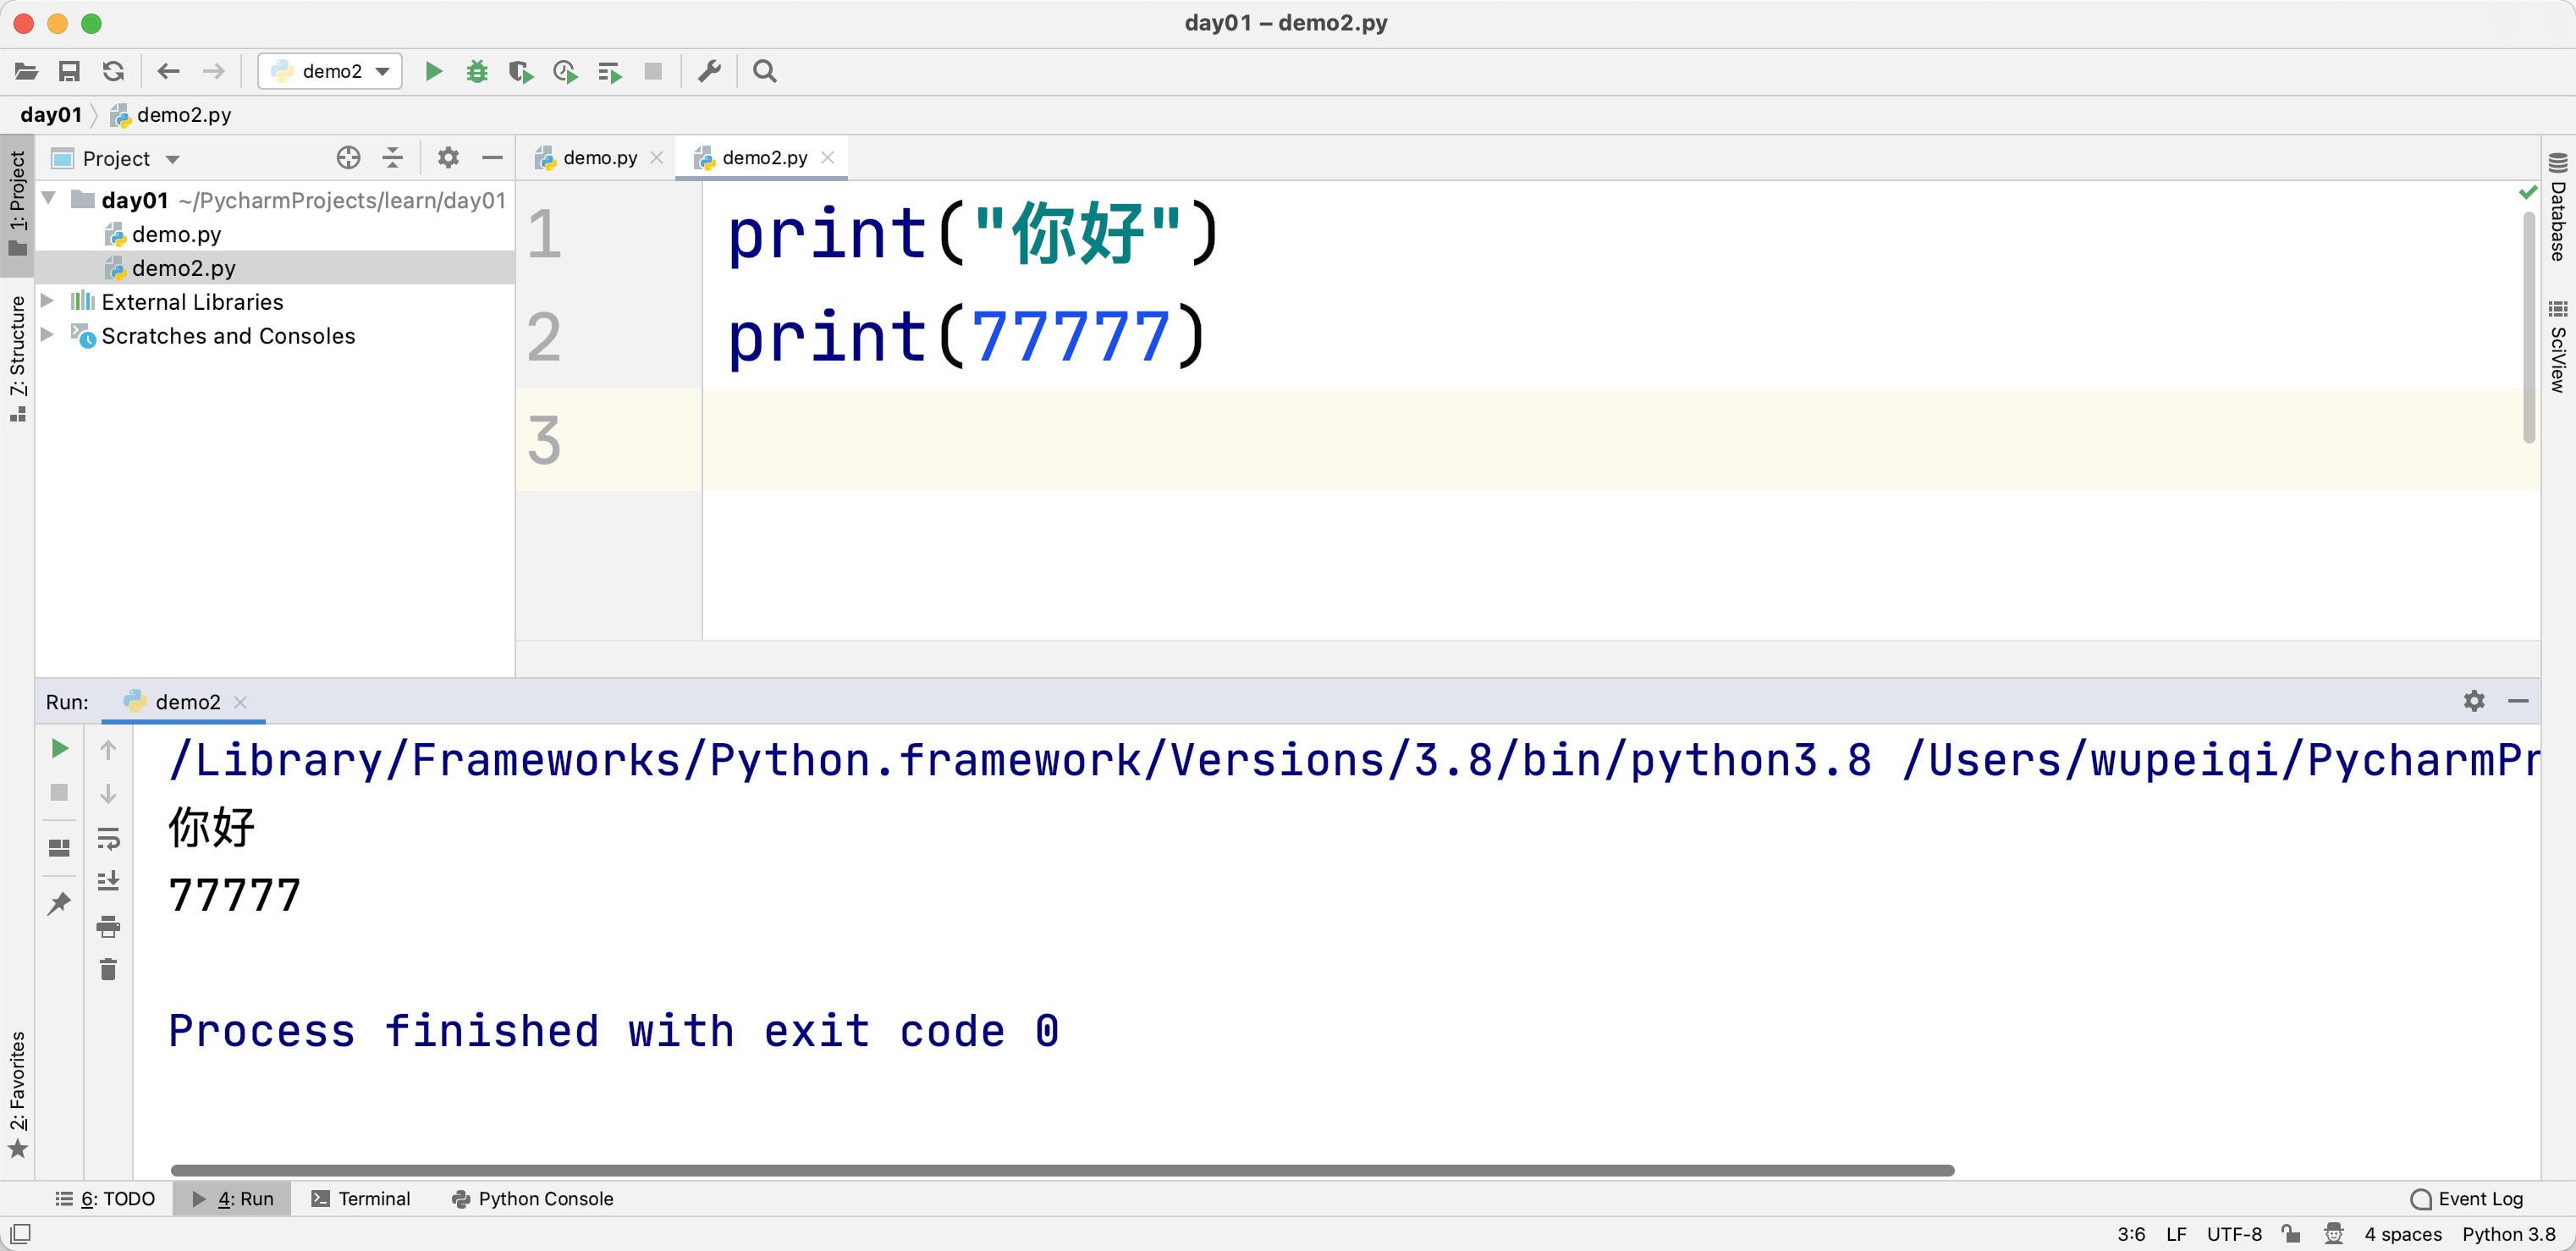 day01 – demo2.py
demo2
day01 demo2.py
1: Project
Project
day01 ~/PycharmProjects/learn/day01
demo.py
demo2.py
External Libraries
Scratches and Consoles
7: Structure
2: Favorites
demo.py demo2.py
1 print("你好")
2 print(77777)
3
Database
SciView
Run: demo2
/Library/Frameworks/Python.framework/Versions/3.8/bin/python3.8 /Users/wupeiqi/PycharmPr
你好
77777
Process finished with exit code 0
6: TODO 4: Run Terminal Python Console Event Log
3:6 LF UTF-8 4 spaces Python 3.8